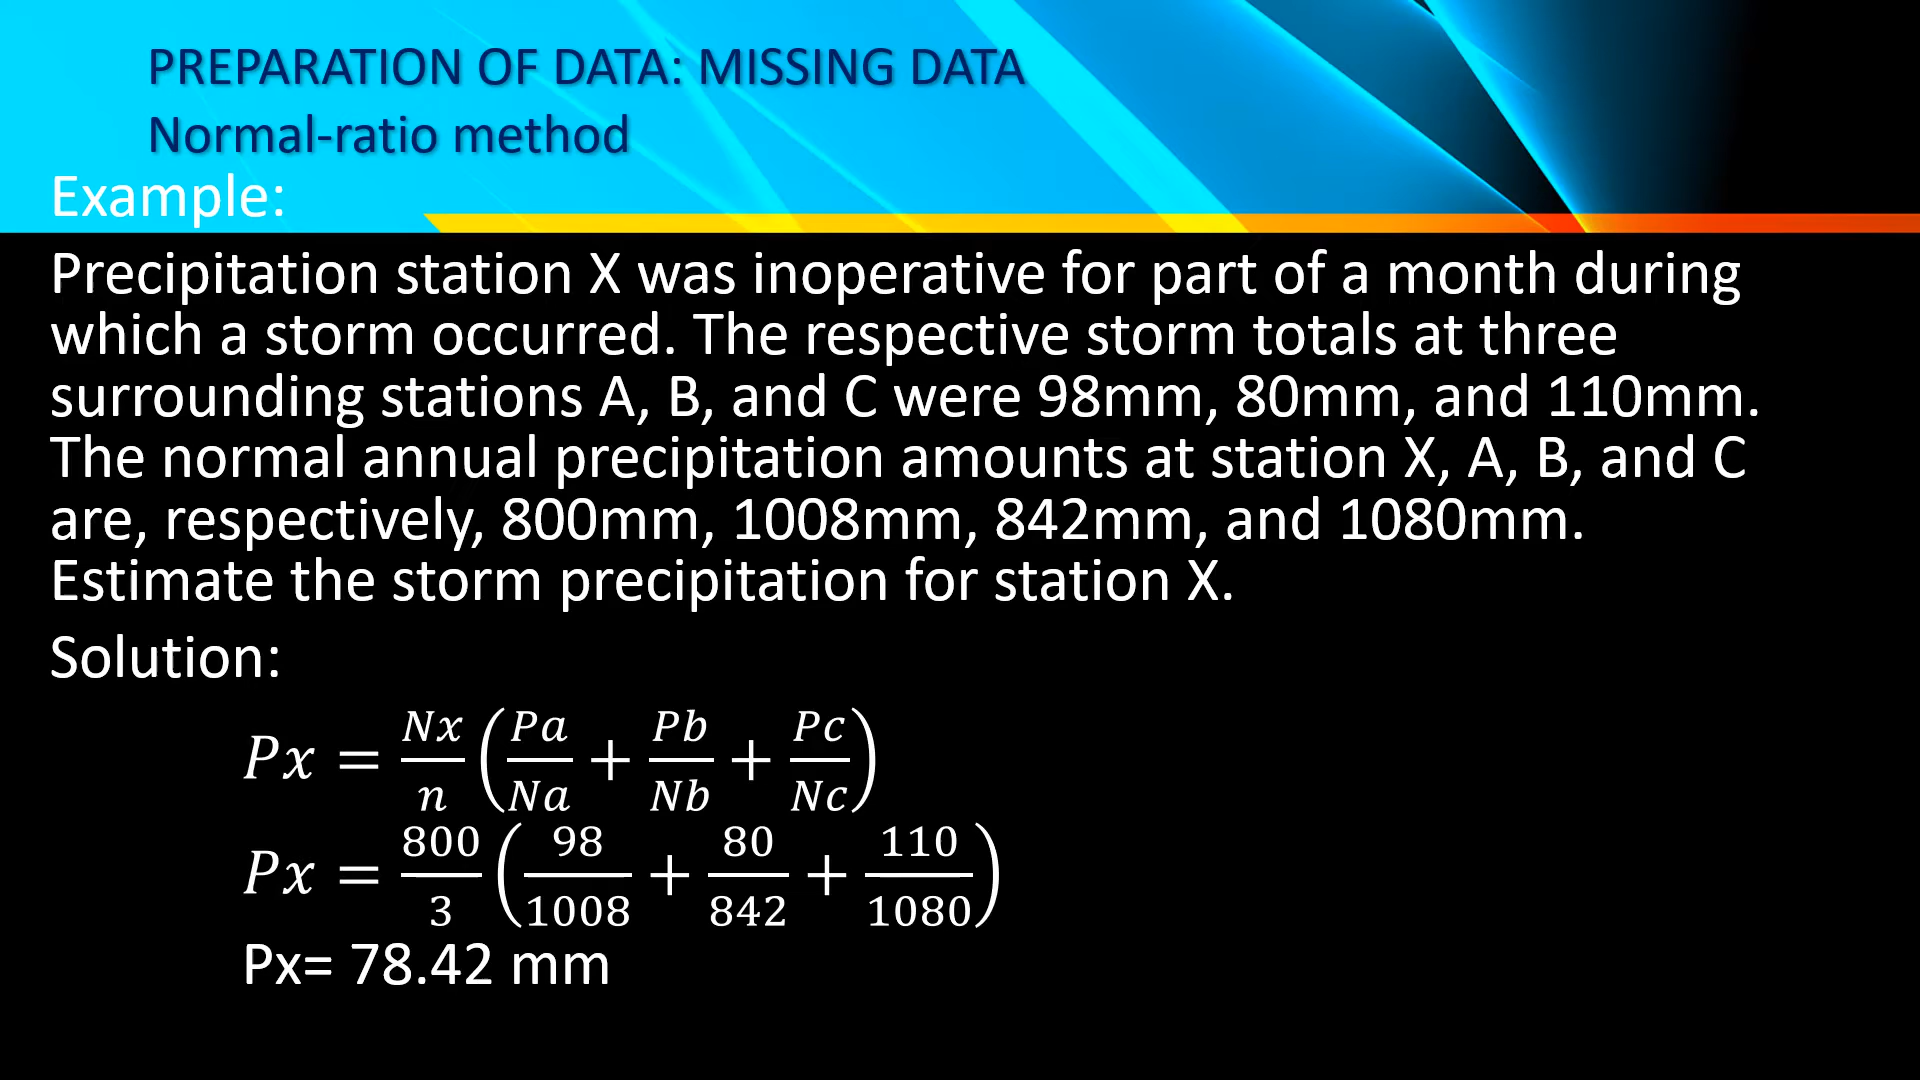 PREPARATION OF DATA: MISSING DATA
Normal-ratio method
Example:
Precipitation station X was inoperative for part of a month during
which a storm occurred. The respective storm totals at three
surrounding stations A, B, and C were 98mm, 80mm, and 110mm.
The normal annual precipitation amounts at station X, A, B, and C
are, respectively, 800mm, 1008mm, 842mm, and 1080mm.
Estimate the storm precipitation for station X.
Solution:
Px = Nx/n (Pa/Na + Pb/Nb + Pc/Nc)
Px = 800/3 (98/1008 + 80/842 + 110/1080)
Px= 78.42 mm